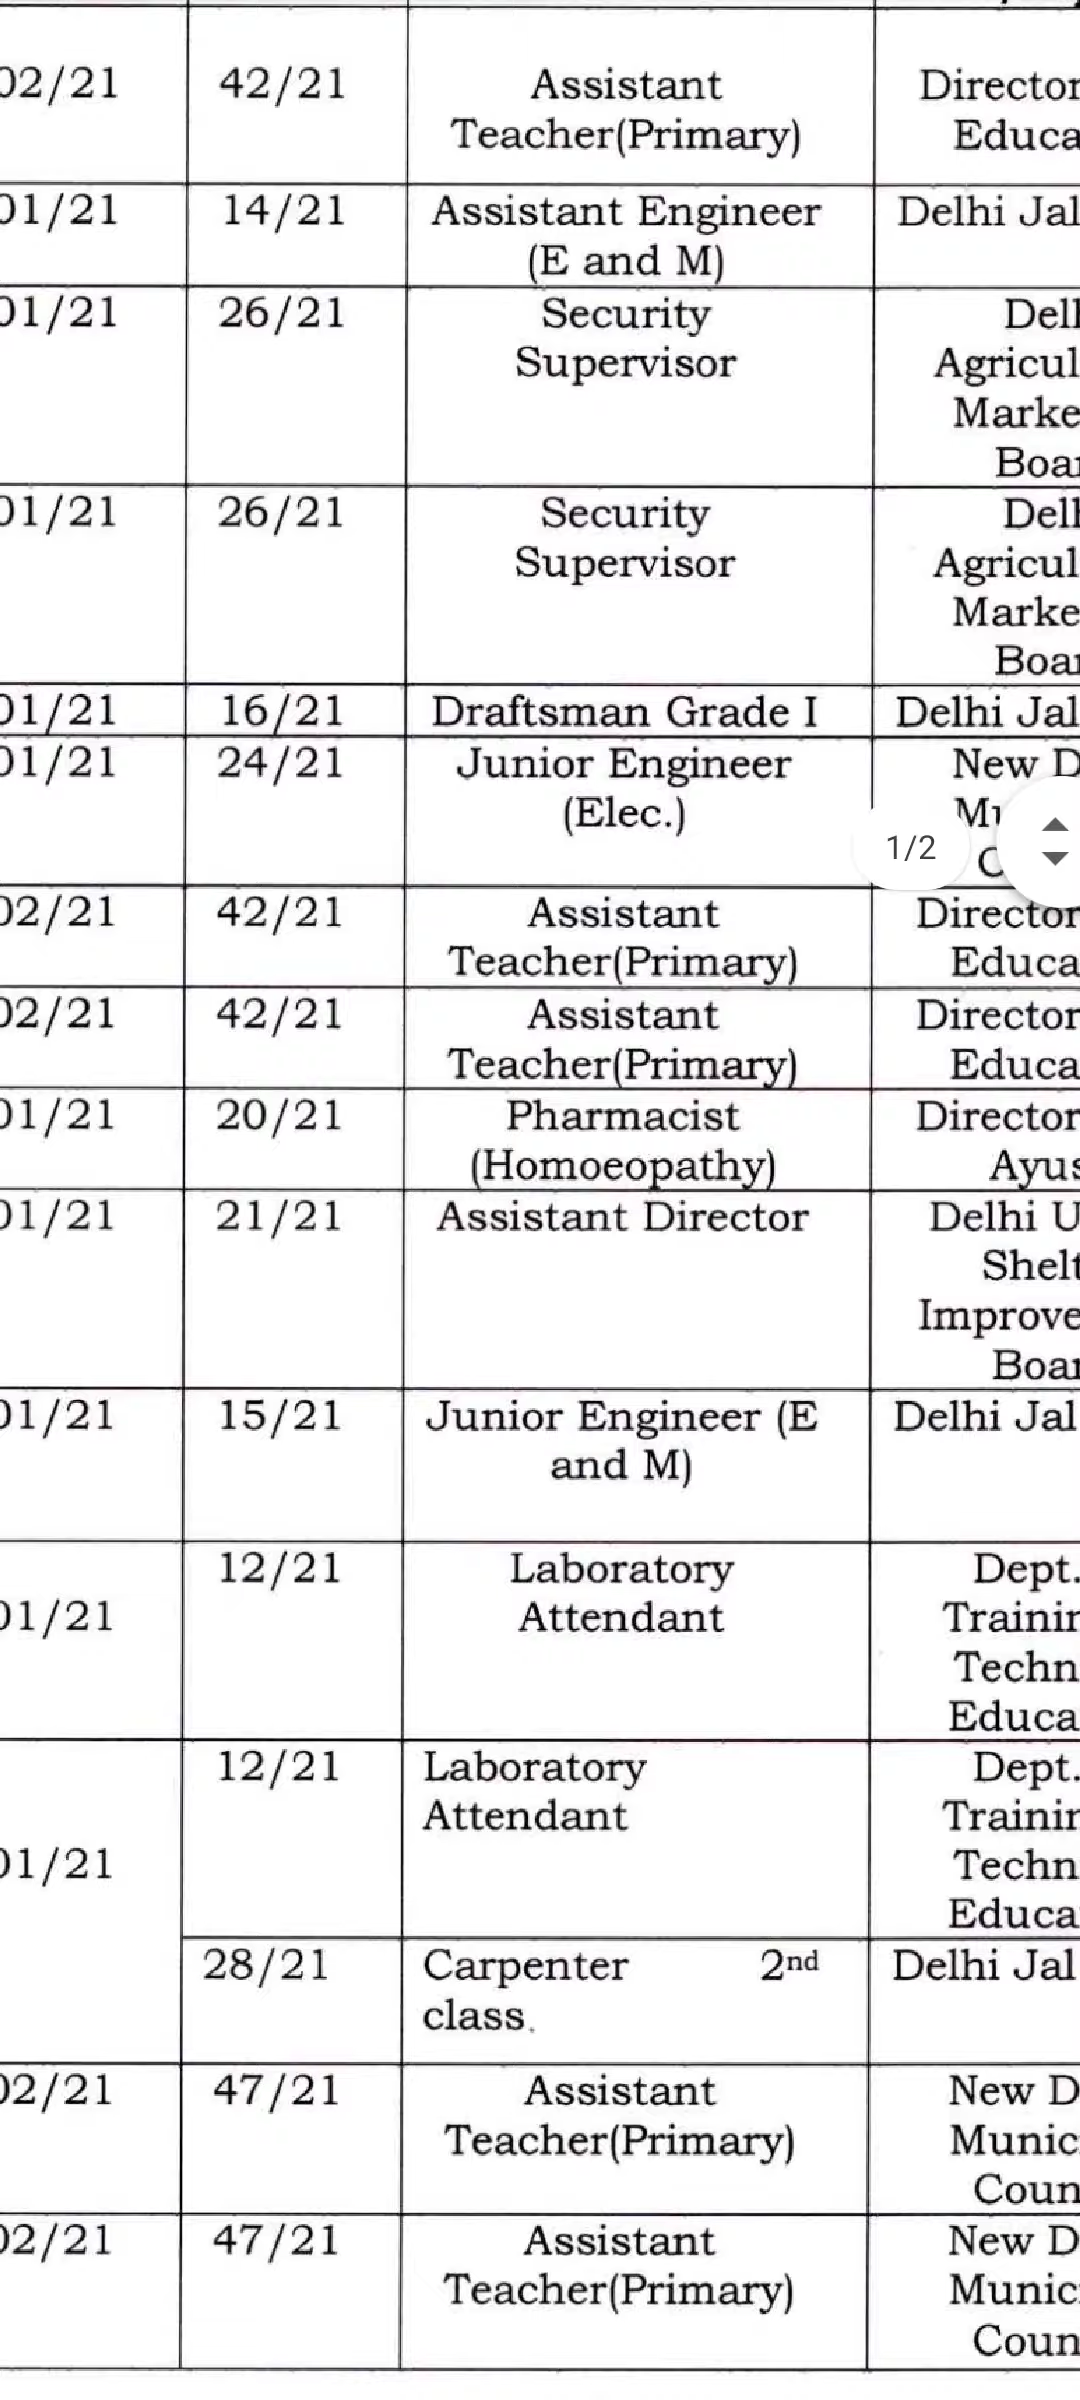 02/21 42/21 Assistant Director
Teacher(Primary) Educa
01/21 14/21 Assistant Engineer Delhi Jal
(E and M)
01/21 26/21 Security Delh
Supervisor Agricul
Marke
Boar
01/21 26/21 Security Delh
Supervisor Agricul
Marke
Boar
01/21 16/21 Draftsman Grade I Delhi Jal
01/21 24/21 Junior Engineer New D
(Elec.) Mu
1/2 C
02/21 42/21 Assistant Director
Teacher(Primary) Educa
02/21 42/21 Assistant Director
Teacher(Primary) Educa
01/21 20/21 Pharmacist Director
(Homoeopathy) Ayus
01/21 21/21 Assistant Director Delhi U
Shelt
Improve
Boar
01/21 15/21 Junior Engineer (E Delhi Jal
and M)
12/21 Laboratory Dept.
01/21 Attendant Trainin
Techn
Educa
12/21 Laboratory Dept.
Attendant Trainin
01/21 Techn
Educa
28/21 Carpenter 2nd Delhi Jal
class.
02/21 47/21 Assistant New D
Teacher(Primary) Munic
Coun
02/21 47/21 Assistant New D
Teacher(Primary) Munic
Coun